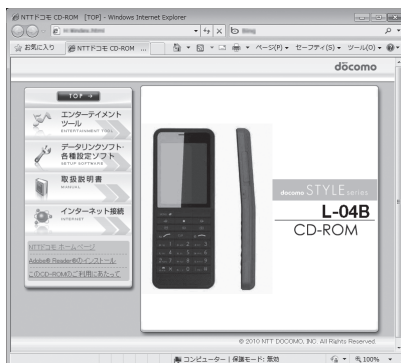 NTTドコモ CD-ROM [TOP] - Windows Internet Explorer
お気に入り
NTTドコモ CD-ROM ...
ページ(P)
セーフティ(S)
ツール(O)
döcomo
TOP
エンターテイメント
ツール
ENTERTAINMENT TOOL
データリンクソフト・
各種設定ソフト
SETUP SOFTWARE
取扱説明書
MANUAL
インターネット接続
INTERNET
NTTドコモ ホームページ
Adobe® Reader®のインストール
このCD-ROMのご利用にあたって
docomo STYLE series
L-04B
CD-ROM
© 2010 NTT DOCOMO, INC. All Rights Reserved.
コンピューター | 保護モード: 無効
100%